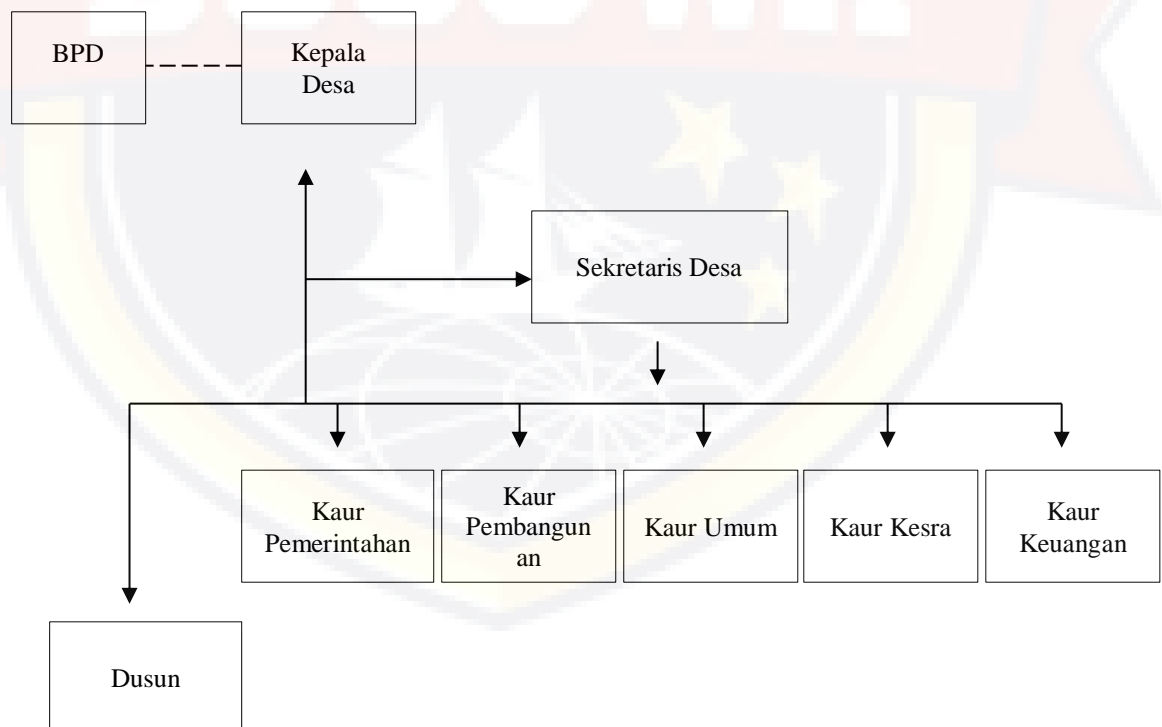 BPD
Kepala
Desa
Sekretaris Desa
Kaur
Pemerintahan
Kaur
Pembangun
an
Kaur Umum
Kaur Kesra
Kaur
Keuangan
Dusun